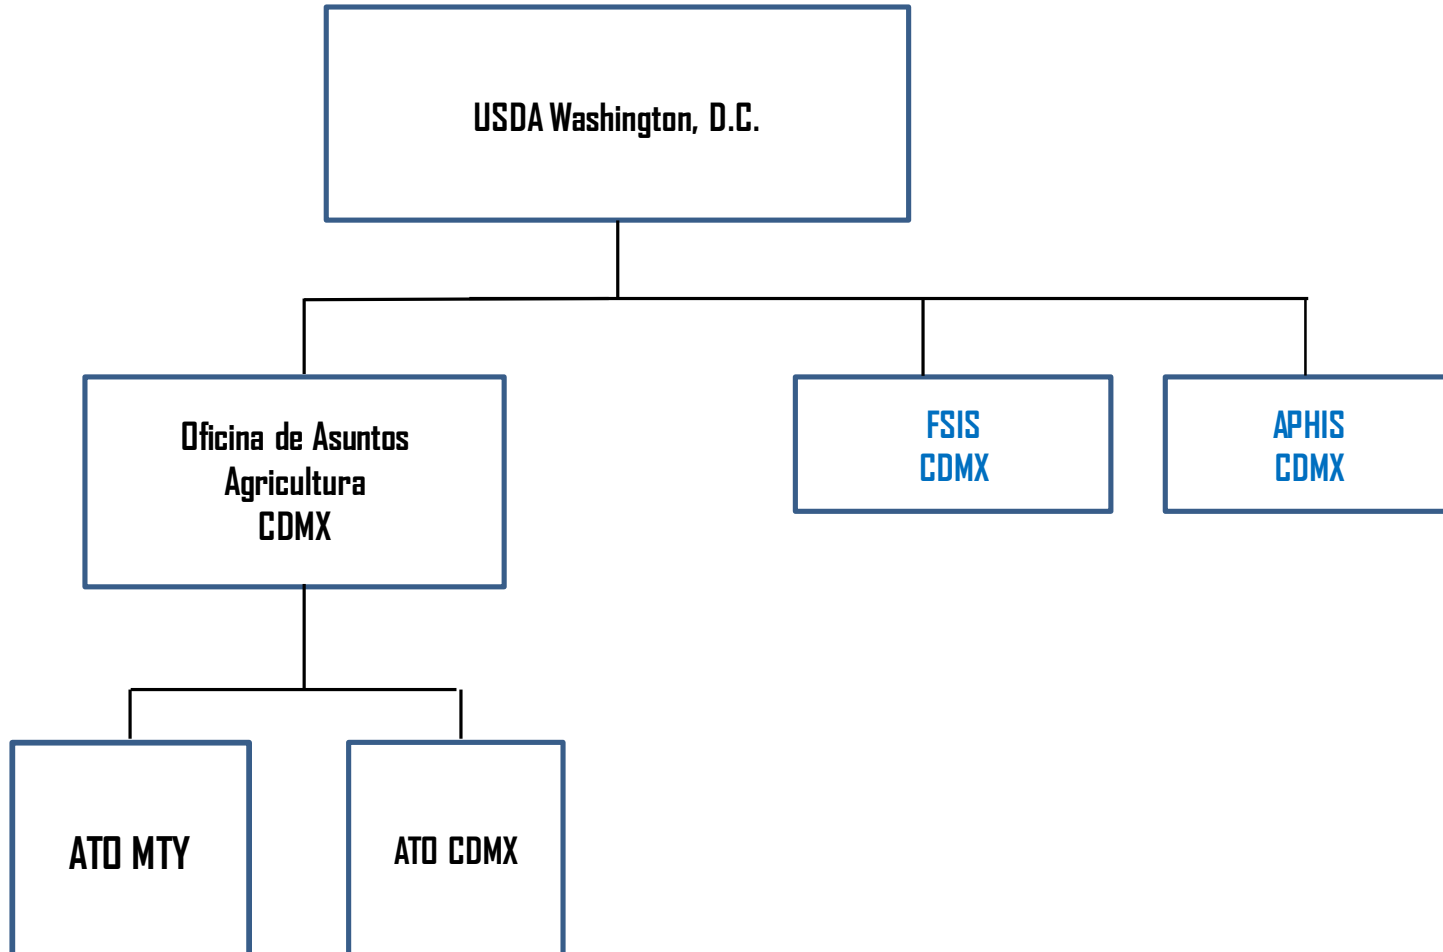 USDA Washington, D.C.
Oficina de Asuntos
Agricultura
CDMX
FSIS
CDMX
APHIS
CDMX
ATO MTY
ATO CDMX